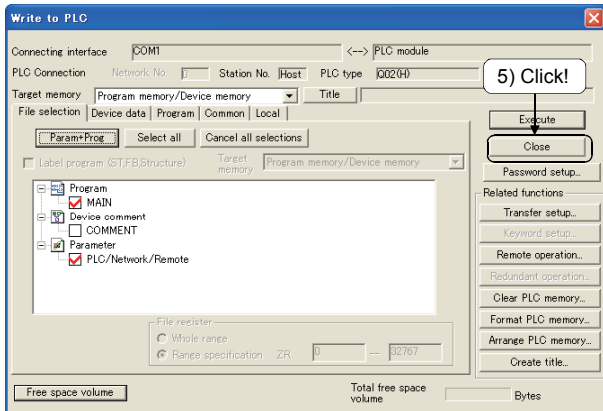 Write to PLC
Connecting interface COM1 <--> PLC module
PLC Connection Network No. 0 Station No. Host PLC type Q02(H)
5) Click!
Target memory Program memory/Device memory Title
File selection Device data Program Common Local
Execute
Param+Prog Select all Cancel all selections
Close
Label program (ST,FB,Structure) Target memory Program memory/Device memory
Password setup...
Related functions
Program
MAIN
Transfer setup...
Device comment
COMMENT
Keyword setup...
Parameter
PLC/Network/Remote
Remote operation...
Redundant operation...
Clear PLC memory...
Format PLC memory...
File register
Whole range
Arrange PLC memory...
Range specification ZR 0 — 32767
Create title...
Free space volume Total free space volume Bytes